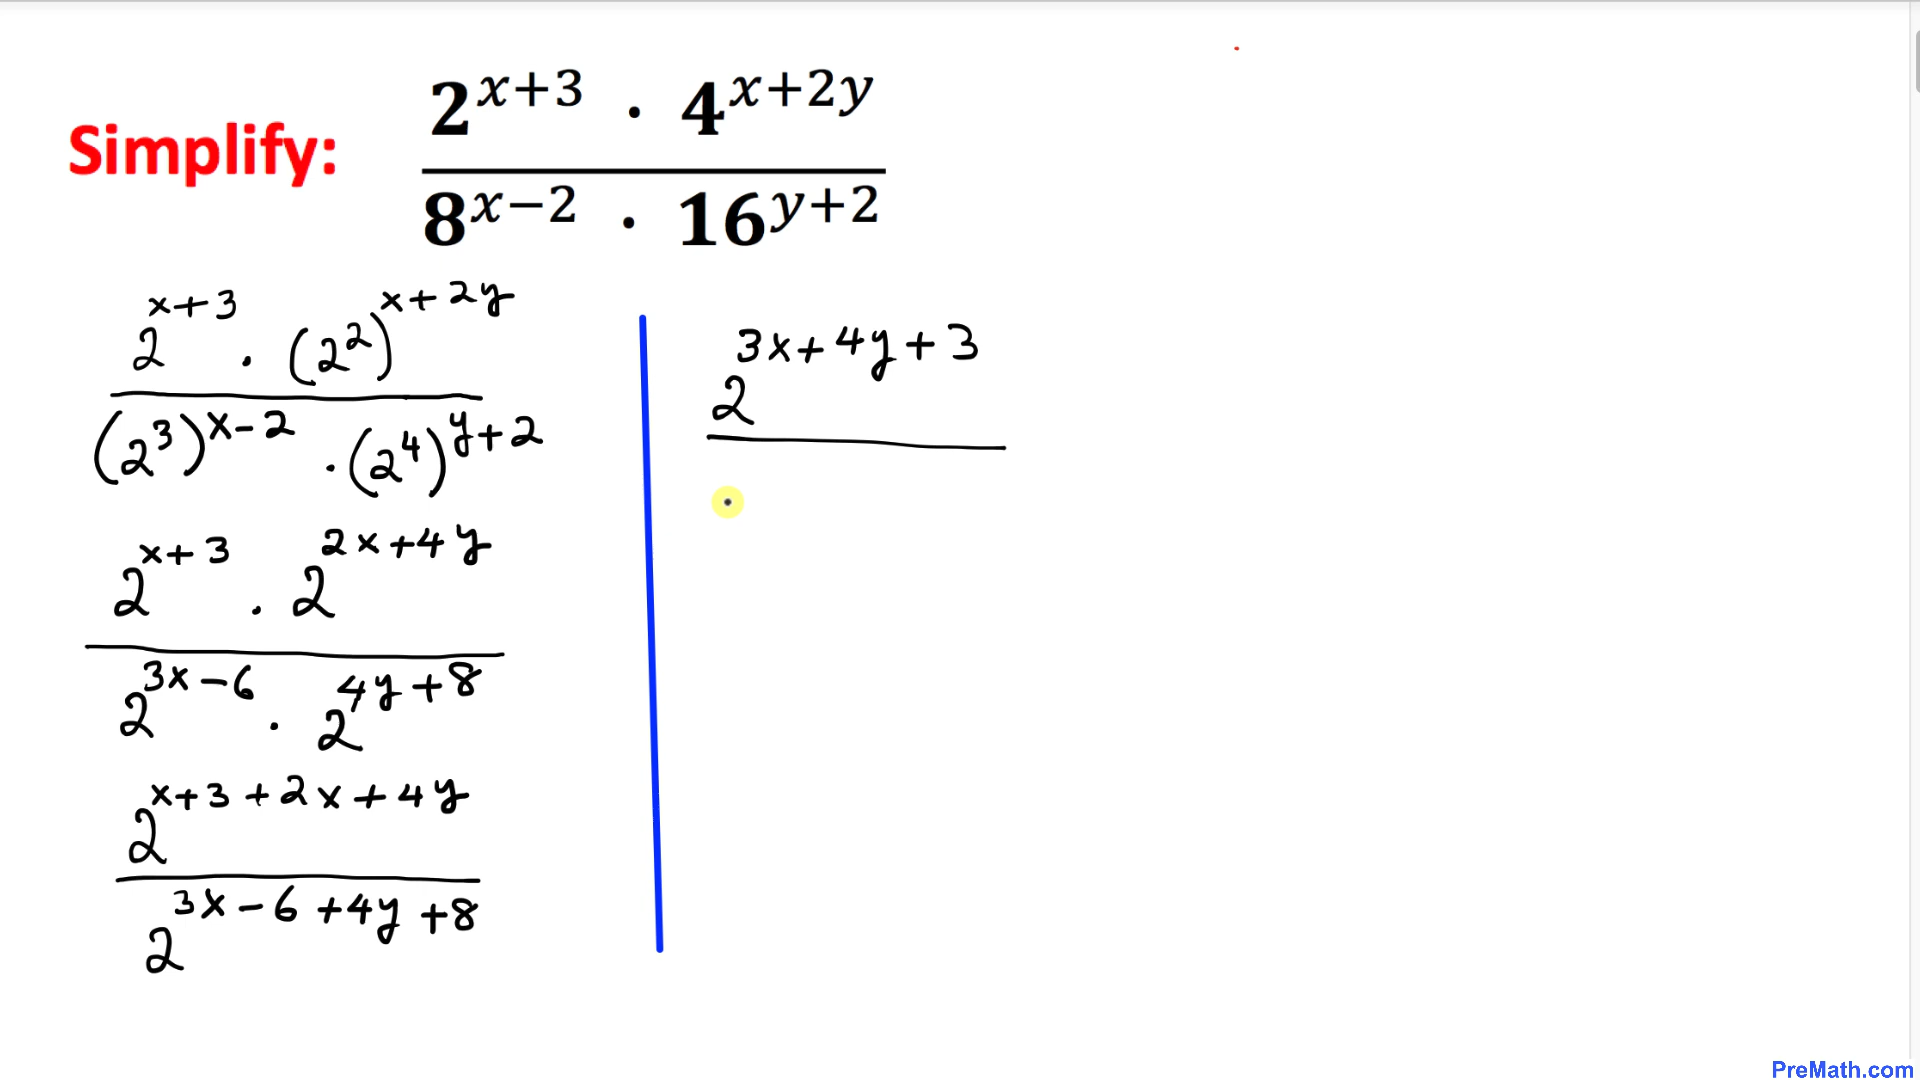 Simplify:
2^{x+3} · 4^{x+2y}
8^{x−2} · 16^{y+2}
2^{x+3} · (2^2)^{x+2y}
(2^3)^{x-2} · (2^4)^{y+2}
2^{x+3} · 2^{2x+4y}
2^{3x-6} · 2^{4y+8}
2^{x+3+2x+4y}
2^{3x-6+4y+8}
2^{3x+4y+3}
PreMath.com